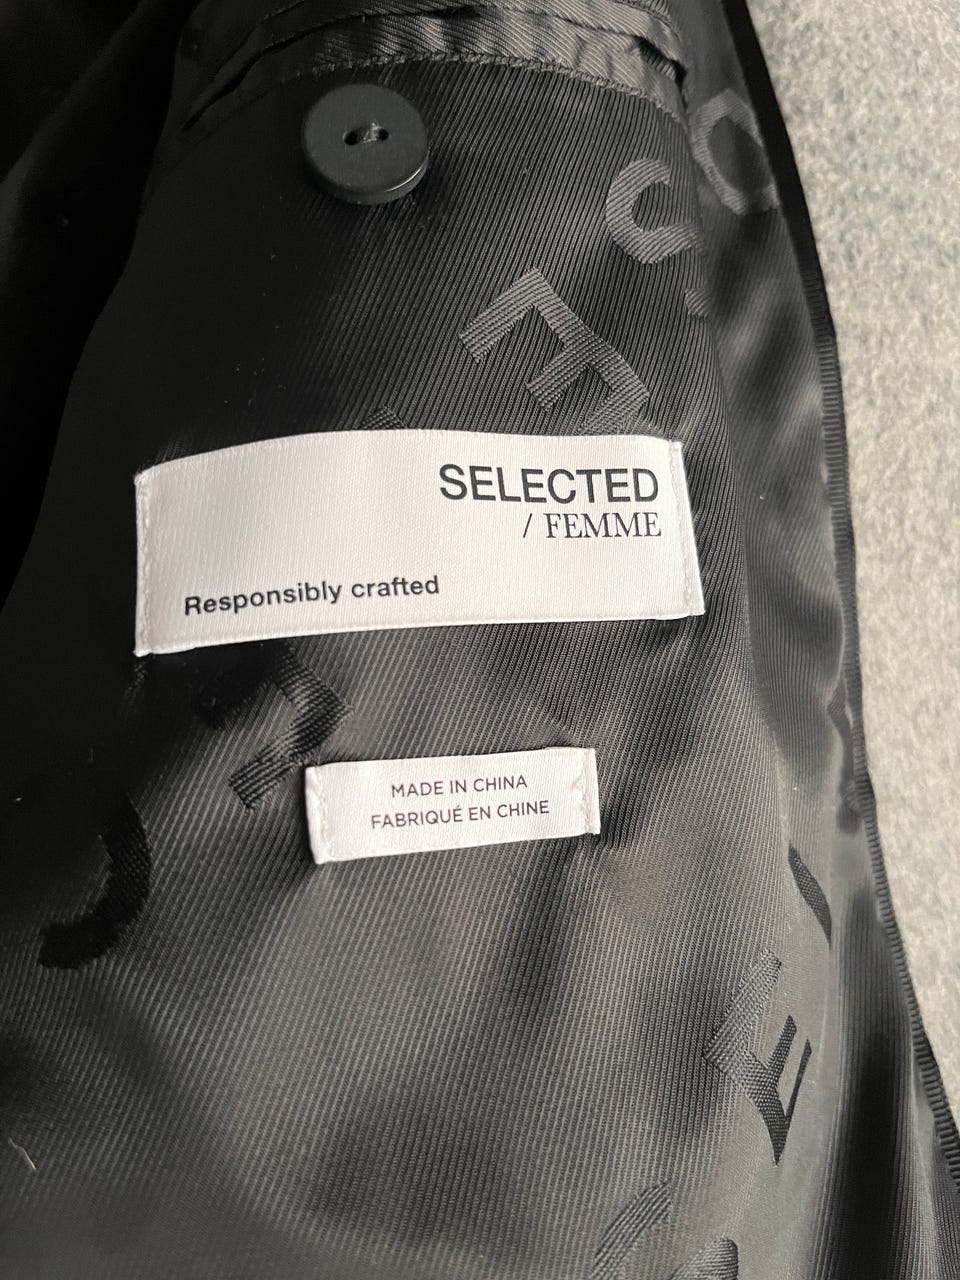 SELECTED
/ FEMME
Responsibly crafted
MADE IN CHINA
FABRIQUÉ EN CHINE